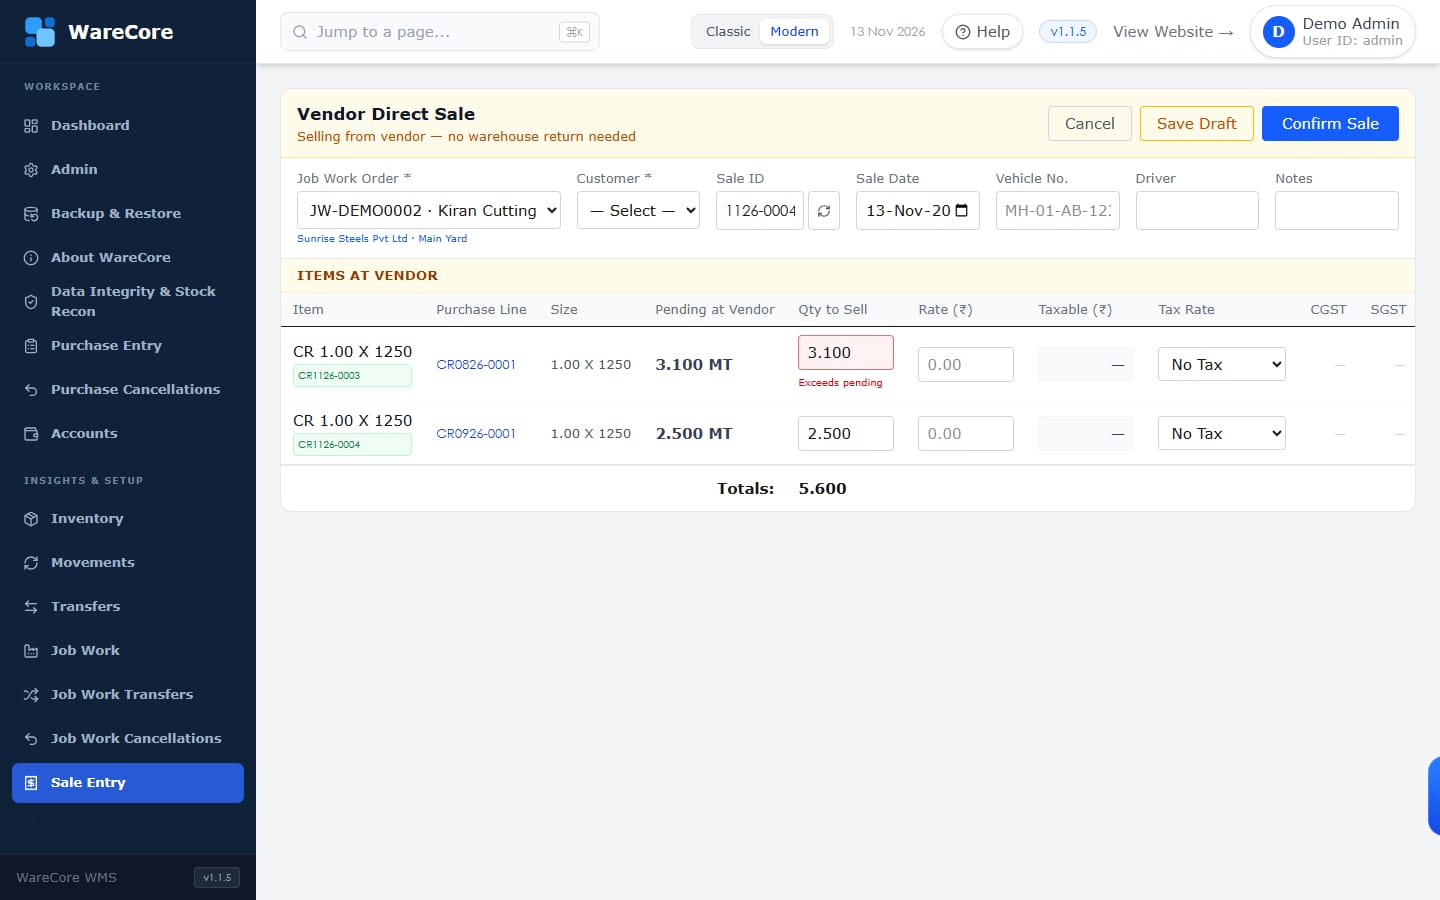 WareCore
Jump to a page...
⌘K
Classic
Modern
13 Nov 2026
Help
v1.1.5
View Website →
D
Demo Admin
User ID: admin
WORKSPACE
Dashboard
Admin
Backup & Restore
About WareCore
Data Integrity & Stock
Recon
Purchase Entry
Purchase Cancellations
Accounts
INSIGHTS & SETUP
Inventory
Movements
Transfers
Job Work
Job Work Transfers
Job Work Cancellations
Sale Entry
WareCore WMS
v1.1.5
Vendor Direct Sale
Selling from vendor — no warehouse return needed
Cancel
Save Draft
Confirm Sale
Job Work Order *
Customer *
Sale ID
Sale Date
Vehicle No.
Driver
Notes
JW-DEMO0002 · Kiran Cutting
— Select —
1126-0004
13-Nov-20
MH-01-AB-12
Sunrise Steels Pvt Ltd · Main Yard
ITEMS AT VENDOR
Item
Purchase Line
Size
Pending at Vendor
Qty to Sell
Rate (₹)
Taxable (₹)
Tax Rate
CGST
SGST
CR 1.00 X 1250
CR1126-0003
CR0826-0001
1.00 X 1250
3.100 MT
3.100
Exceeds pending
0.00
—
No Tax
—
—
CR 1.00 X 1250
CR1126-0004
CR0926-0001
1.00 X 1250
2.500 MT
2.500
0.00
—
No Tax
—
—
Totals:
5.600